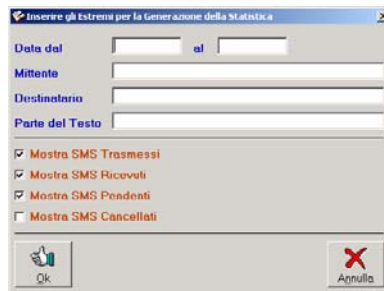 Inserire gli Estremi per la Generazione della Statistica
Data dal al
Mittente
Destinatario
Parte del Testo
Mostra SMS Trasmessi
Mostra SMS Ricevuti
Mostra SMS Pendenti
Mostra SMS Cancellati
Ok Annulla